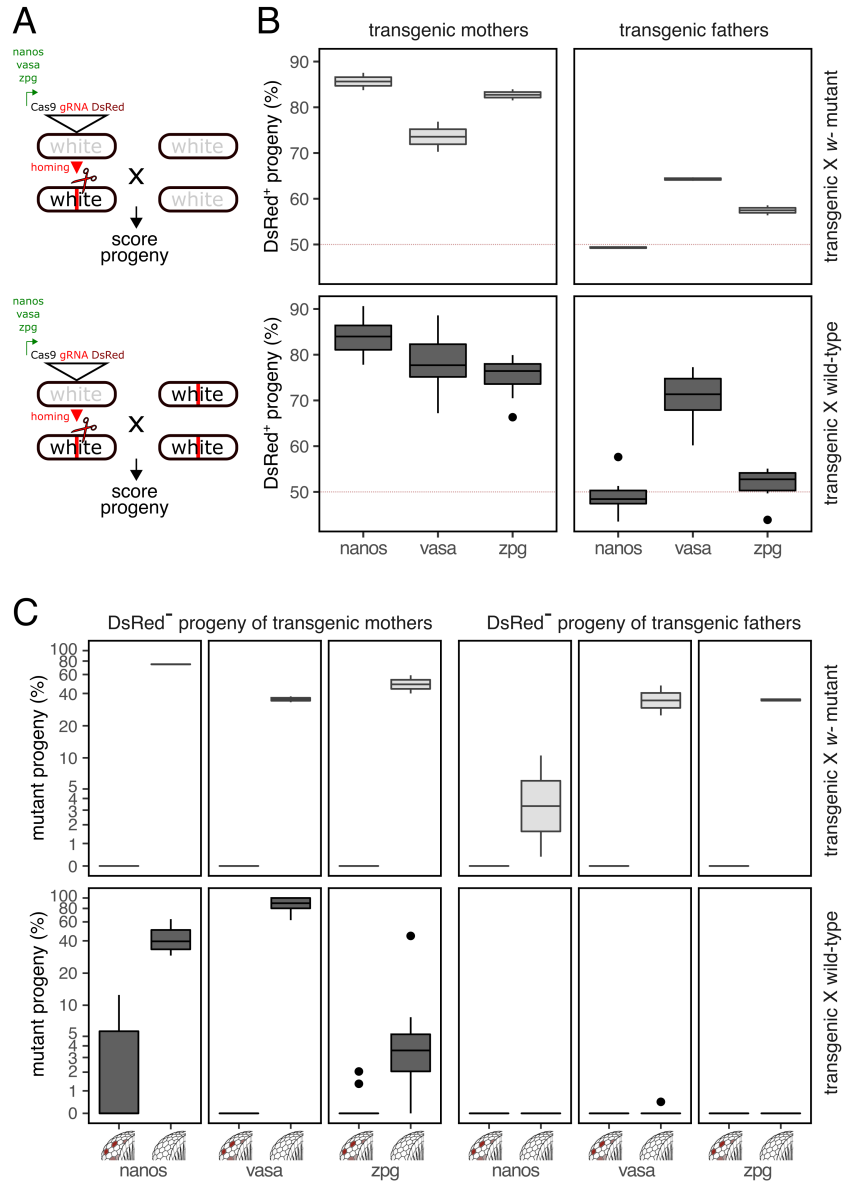 A
nanos
vasa
zpg
Cas9 gRNA DsRed
white
white
homing
white
X
white
score
progeny
nanos
vasa
zpg
Cas9 gRNA DsRed
white
white
homing
white
X
white
score
progeny
B
transgenic mothers
transgenic fathers
DsRed+ progeny (%)
90
80
70
60
50
transgenic X w- mutant
DsRed+ progeny (%)
90
80
70
60
50
transgenic X wild-type
nanos
vasa
zpg
nanos
vasa
zpg
C
DsRed- progeny of transgenic mothers
DsRed- progeny of transgenic fathers
mutant progeny (%)
100
80
60
40
20
10
5
4
3
2
1
0
transgenic X w- mutant
mutant progeny (%)
100
80
60
40
20
10
5
4
3
2
1
0
transgenic X wild-type
nanos
vasa
zpg
nanos
vasa
zpg